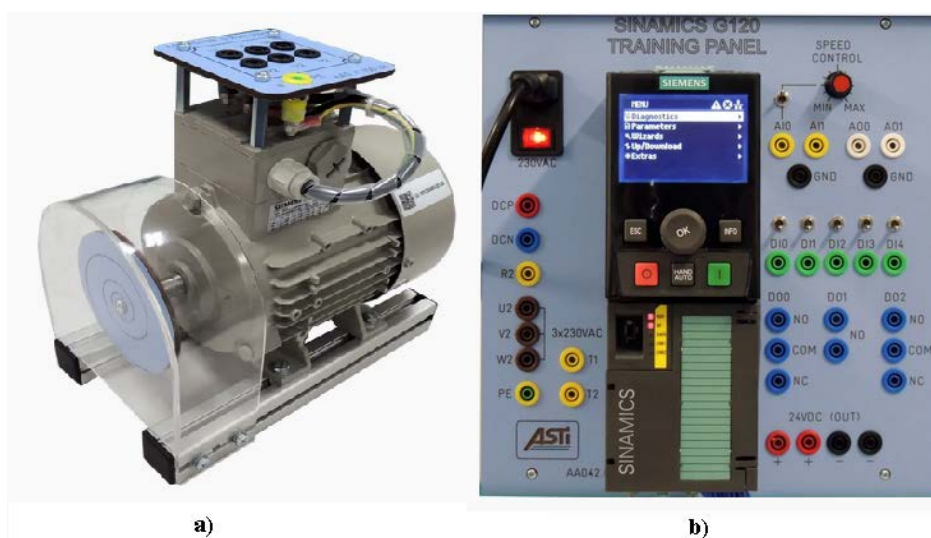 SINAMICS G120
TRAINING PANEL
SPEED
CONTROL
SIEMENS
MIN MAX
MENU
Diagnostics
Parameters
Wizards
Up/Download
Extras
230VAC
AI0 AI1 AO0 AO1
GND GND
DCP
DCN
R2
U2
V2
W2
3x230VAC
T1
PE
T2
ESC
OK
INFO
HAND
AUTO
DI0 DI1 DI2 DI3 DI4
DO0 DO1 DO2
NO NO
NO
COM COM
NC NC
24VDC (OUT)
+ + - -
SINAMICS
ASTi
AA042
PE
SIEMENS
a) b)